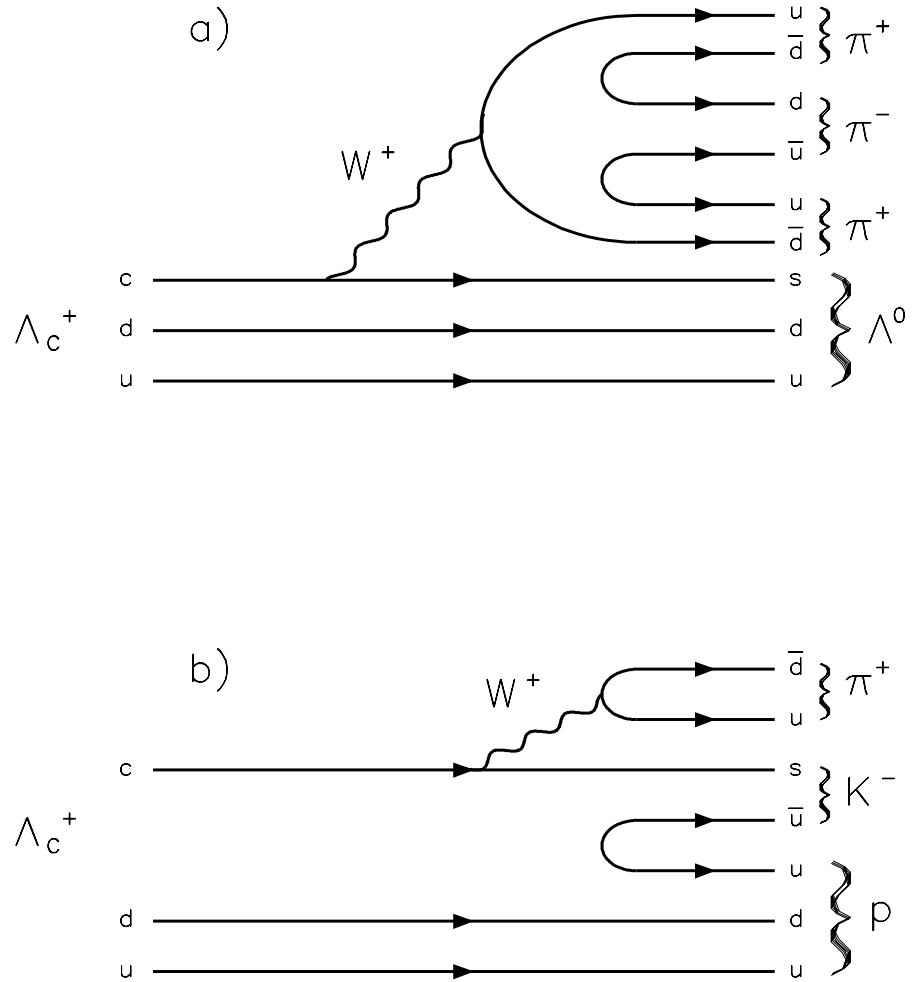 a)
u
d̅ π⁺
d
u̅ π⁻
W⁺
u
d̅ π⁺
c s
Λc⁺ d d Λ⁰
u u
b)
d̅ π⁺
W⁺
u
c s
K⁻
u̅
Λc⁺
u
d d p
u u